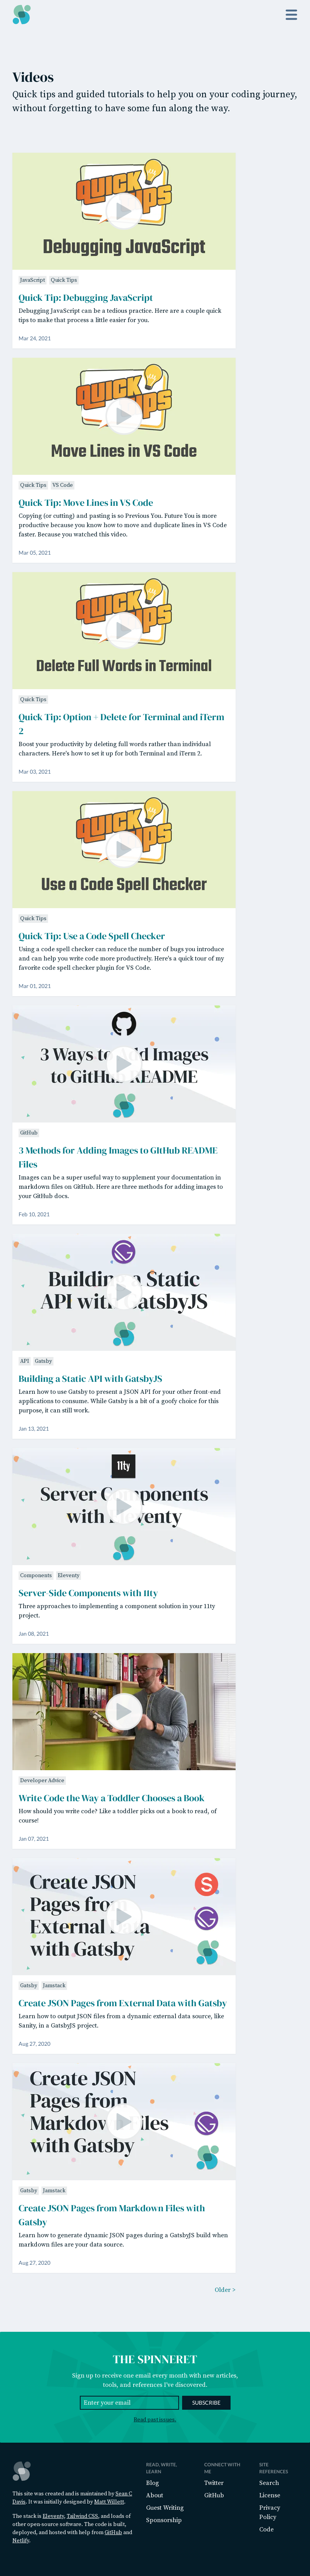 Videos
Quick tips and guided tutorials to help you on your coding journey,
without forgetting to have some fun along the way.
QUICK
TIPS
Debugging JavaScript
JavaScript Quick Tips
Quick Tip: Debugging JavaScript
Debugging JavaScript can be a tedious practice. Here are a couple quick
tips to make that process a little easier for you.
Mar 24, 2021
QUICK
TIPS
Move Lines in VS Code
Quick Tips VS Code
Quick Tip: Move Lines in VS Code
Copying (or cutting) and pasting is so Previous You. Future You is more
productive because you know how to move and duplicate lines in VS Code
faster. Because you watched this video.
Mar 05, 2021
QUICK
TIPS
Delete Full Words in Terminal
Quick Tips
Quick Tip: Option + Delete for Terminal and iTerm
2
Boost your productivity by deleting full words rather than individual
characters. Here's how to set it up for both Terminal and iTerm 2.
Mar 03, 2021
QUICK
TIPS
Use a Code Spell Checker
Quick Tips
Quick Tip: Use a Code Spell Checker
Using a code spell checker can reduce the number of bugs you introduce
and can help you write code more productively. Here's a quick tour of my
favorite code spell checker plugin for VS Code.
Mar 01, 2021
3 Ways to Add Images
to GitHub README
GitHub
3 Methods for Adding Images to GItHub README
Files
Images can be a super useful way to supplement your documentation in
markdown files on GitHub. Here are three methods for adding images to
your GitHub docs.
Feb 10, 2021
Building a Static
API with GatsbyJS
API Gatsby
Building a Static API with GatsbyJS
Learn how to use Gatsby to present a JSON API for your other front-end
applications to consume. While Gatsby is a bit of a goofy choice for this
purpose, it can still work.
Jan 13, 2021
11ty
Server Components
with Eleventy
Components Eleventy
Server-Side Components with 11ty
Three approaches to implementing a component solution in your 11ty
project.
Jan 08, 2021
Developer Advice
Write Code the Way a Toddler Chooses a Book
How should you write code? Like a toddler picks out a book to read, of
course!
Jan 07, 2021
Create JSON
Pages from
External Data
with Gatsby
Gatsby Jamstack
Create JSON Pages from External Data with Gatsby
Learn how to output JSON files from a dynamic external data source, like
Sanity, in a GatsbyJS project.
Aug 27, 2020
Create JSON
Pages from
Markdown Files
with Gatsby
Gatsby Jamstack
Create JSON Pages from Markdown Files with
Gatsby
Learn how to generate dynamic JSON pages during a GatsbyJS build when
markdown files are your data source.
Aug 27, 2020
Older >
THE SPINNERET
Sign up to receive one email every month with new articles,
tools, and references I've discovered.
Enter your email SUBSCRIBE
Read past issues.
This site was created and is maintained by Sean C
Davis. It was initially designed by Matt Willett.
The stack is Eleventy, Tailwind CSS, and loads of
other open-source software. The code is built,
deployed, and hosted with help from GitHub and
Netlify.
READ, WRITE,
LEARN
Blog
About
Guest Writing
Sponsorship
CONNECT WITH
ME
Twitter
GitHub
SITE
REFERENCES
Search
License
Privacy
Policy
Code